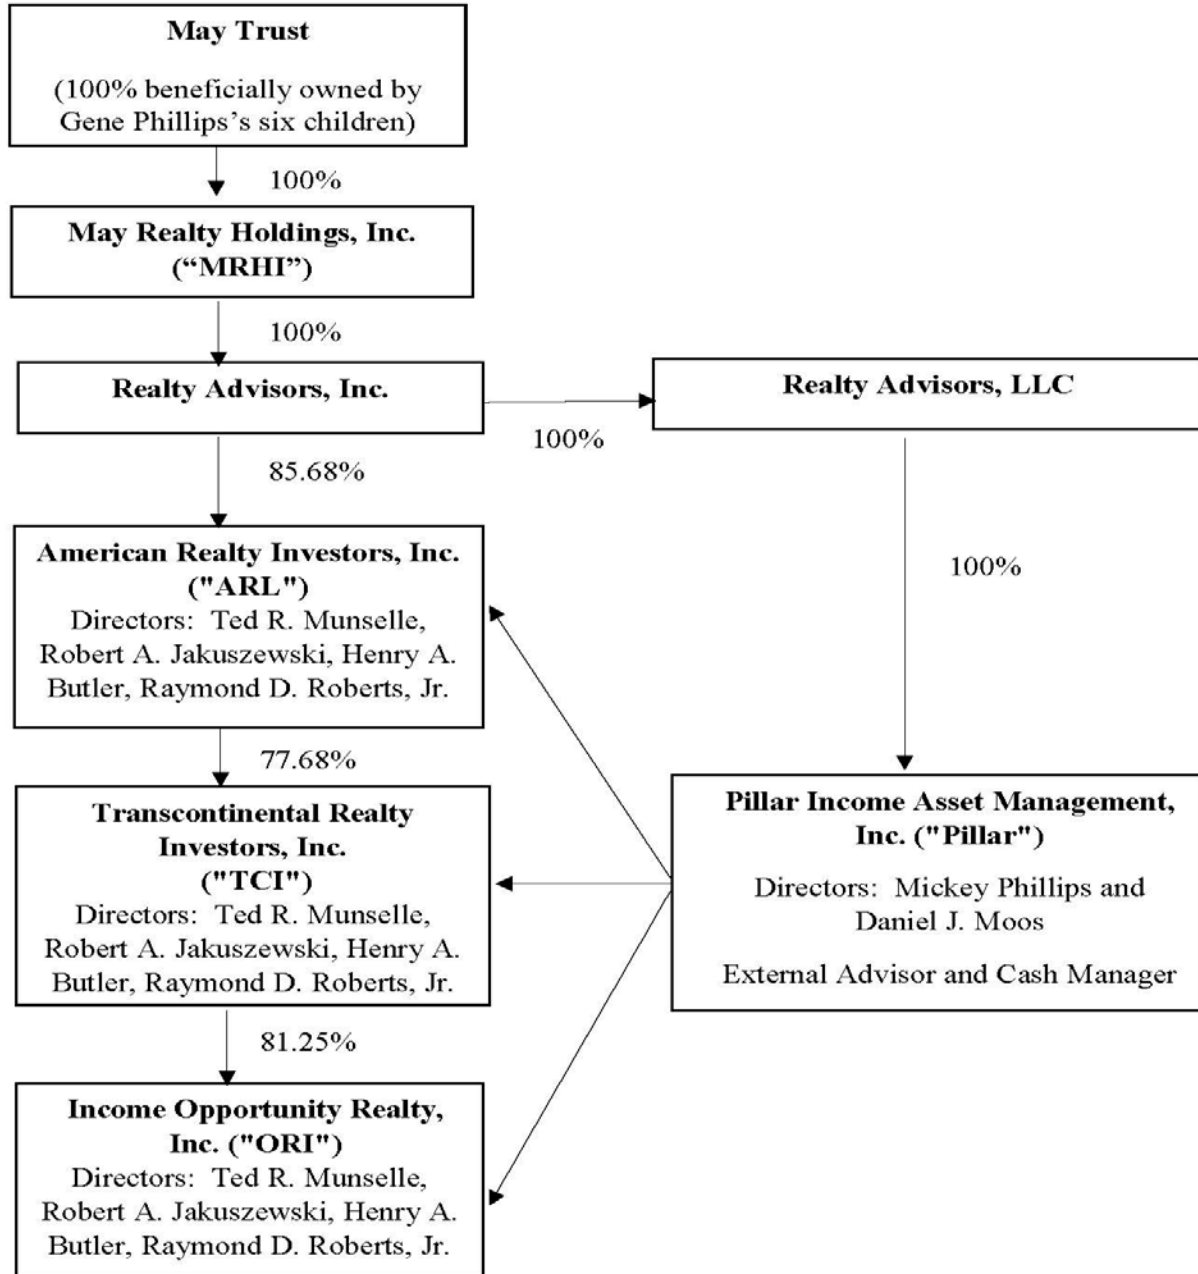 May Trust
(100% beneficially owned by
Gene Phillips's six children)
100%
May Realty Holdings, Inc.
(“MRHI”)
100%
Realty Advisors, Inc.
Realty Advisors, LLC
100%
85.68%
American Realty Investors, Inc.
("ARL")
Directors: Ted R. Munselle,
Robert A. Jakuszewski, Henry A.
Butler, Raymond D. Roberts, Jr.
100%
77.68%
Transcontinental Realty
Investors, Inc.
("TCI")
Directors: Ted R. Munselle,
Robert A. Jakuszewski, Henry A.
Butler, Raymond D. Roberts, Jr.
Pillar Income Asset Management,
Inc. ("Pillar")
Directors: Mickey Phillips and
Daniel J. Moos
External Advisor and Cash Manager
81.25%
Income Opportunity Realty,
Inc. ("ORI")
Directors: Ted R. Munselle,
Robert A. Jakuszewski, Henry A.
Butler, Raymond D. Roberts, Jr.